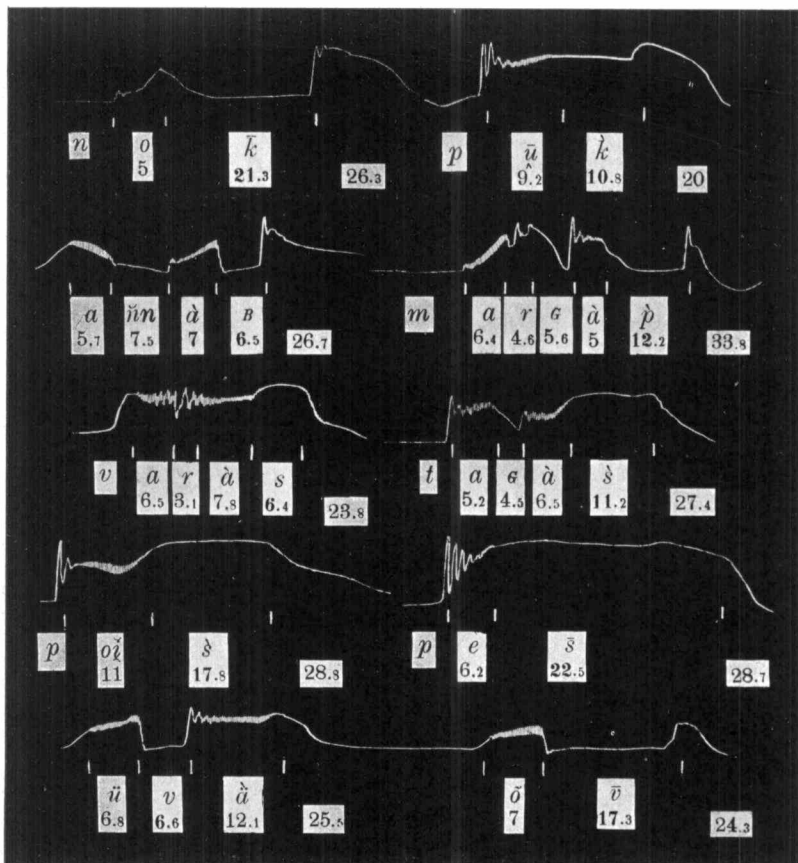 n o k̄ p ū k̀
5 21.3 26.3 9.2 10.8 20
a n̆n à B m a r G à p̀
5.7 7.5 7 6.5 26.7 6.4 4.6 5.6 5 12.2 33.8
v a r à s t a G à s̀
6.5 3.1 7.8 6.4 23.8 5.2 4.5 6.5 11.2 27.4
p oĭ̯ s̀ p e s̄
11 17.8 28.8 6.2 22.5 28.7
ü v ä̀ õ v̄
6.8 6.6 12.1 25.5 7 17.3 24.3